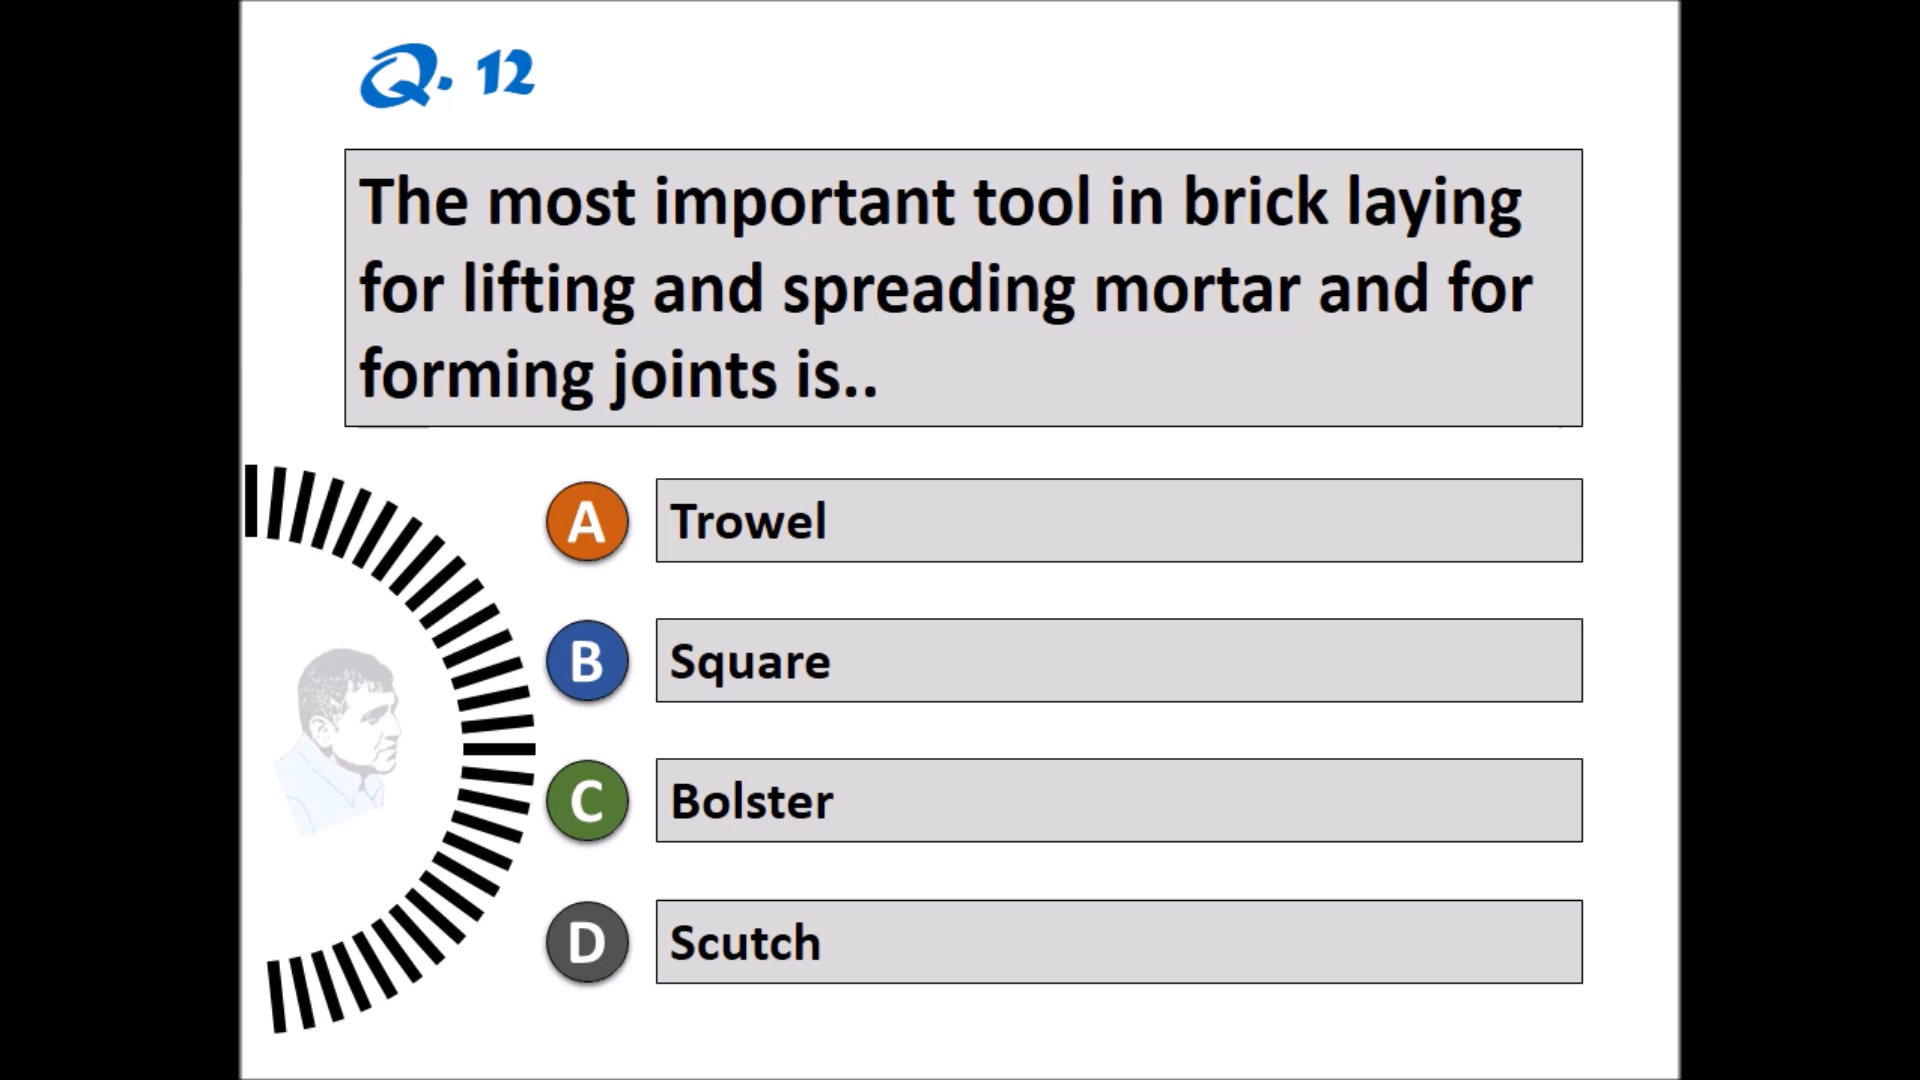 Q. 12
The most important tool in brick laying
for lifting and spreading mortar and for
forming joints is..
A Trowel
B Square
C Bolster
D Scutch